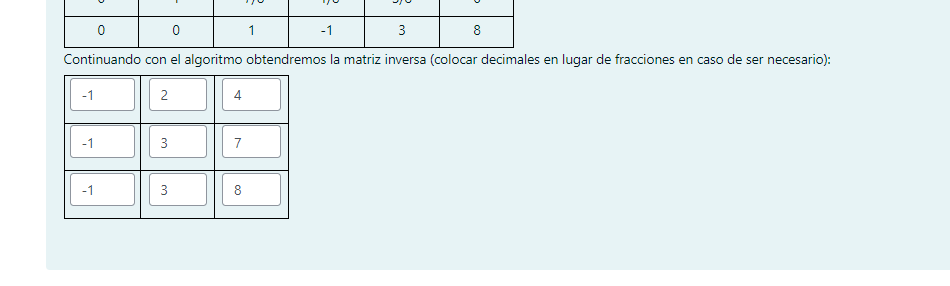 0 0 1 -1 3 8
Continuando con el algoritmo obtendremos la matriz inversa (colocar decimales en lugar de fracciones en caso de ser necesario):
-1 2 4
-1 3 7
-1 3 8